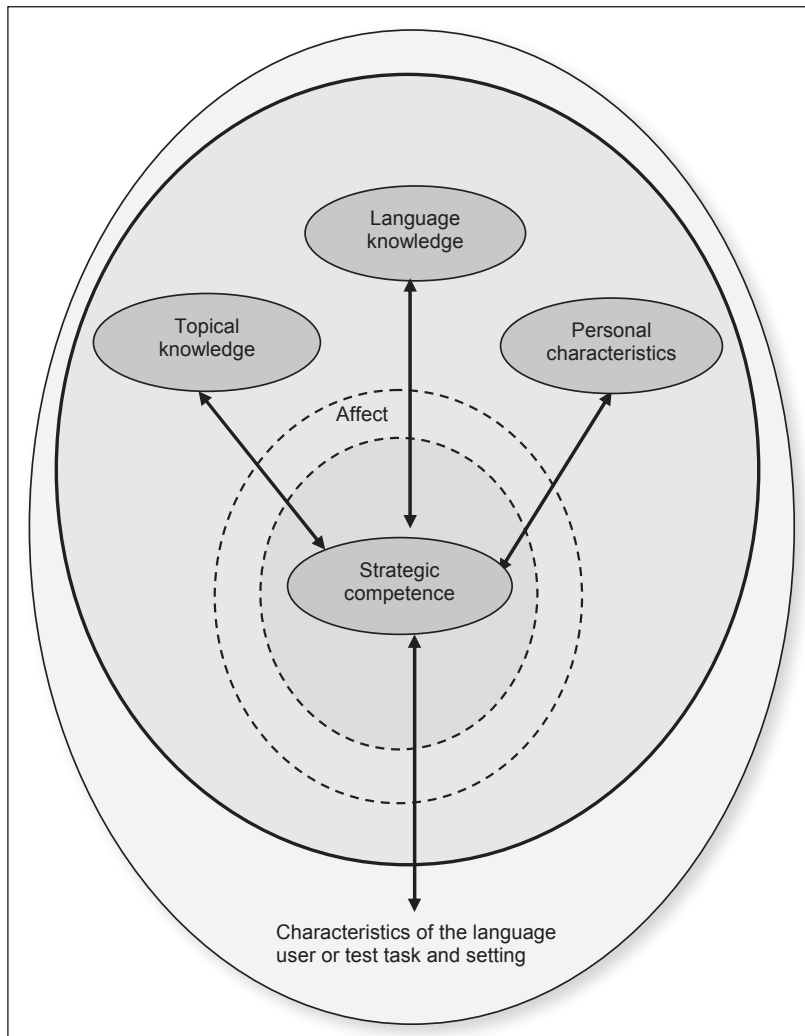 Language
knowledge
Topical
knowledge
Personal
characteristics
Affect
Strategic
competence
Characteristics of the language
user or test task and setting